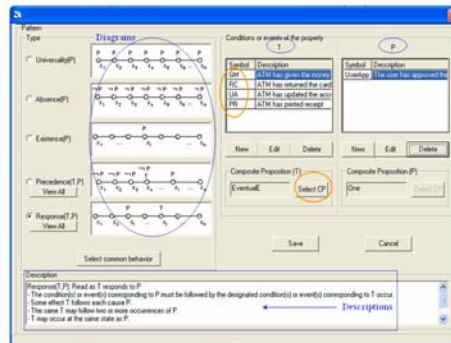 Pattern
Type
Diagrams
Universality(P)
Absence(P)
Existence(P)
Precedence(T,P)
View All
Response(T,P)
View All
Select common behavior
Conditions or events of the property
T
P
Symbol Description
GM ATM has given the money
RC ATM has returned the card
UA ATM has updated the acco
PR ATM has printed receipt
New Edit Delete
Symbol Description
UserApp The user has approved the
New Edit Delete
Composite Proposition (T)
EventualE Select CP
Composite Proposition (P)
One Select CP
Save Cancel
Description
Response(T,P): Read as T responds to P
- The condition(s) or event(s) corresponding to P must be followed by the designated condition(s) or event(s) corresponding to T occur.
- Some effect T follows each cause P.
- The same T may follow two or more occurrences of P.
- T may occur at the same state as P.
Descriptions